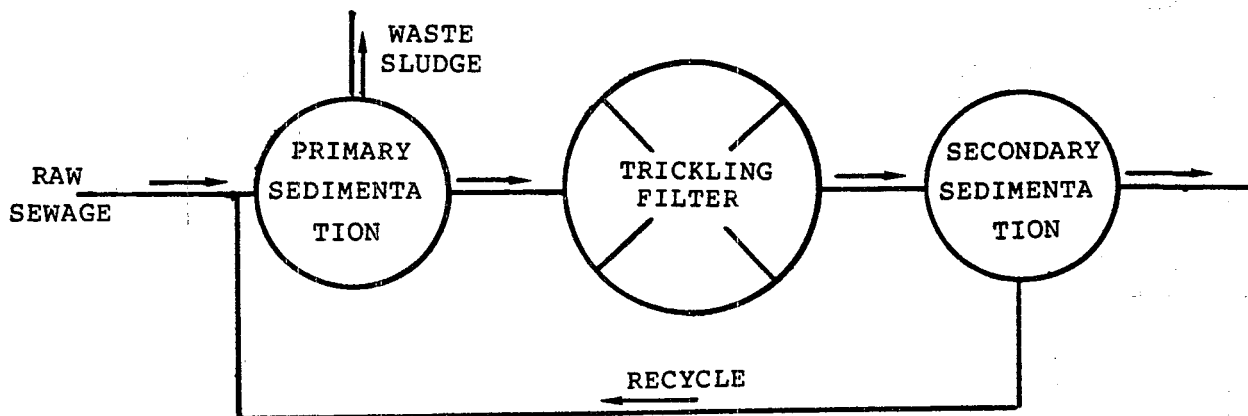 WASTE
SLUDGE
RAW
SEWAGE
PRIMARY
SEDIMENTA
TION
TRICKLING
FILTER
SECONDARY
SEDIMENTA
TION
RECYCLE